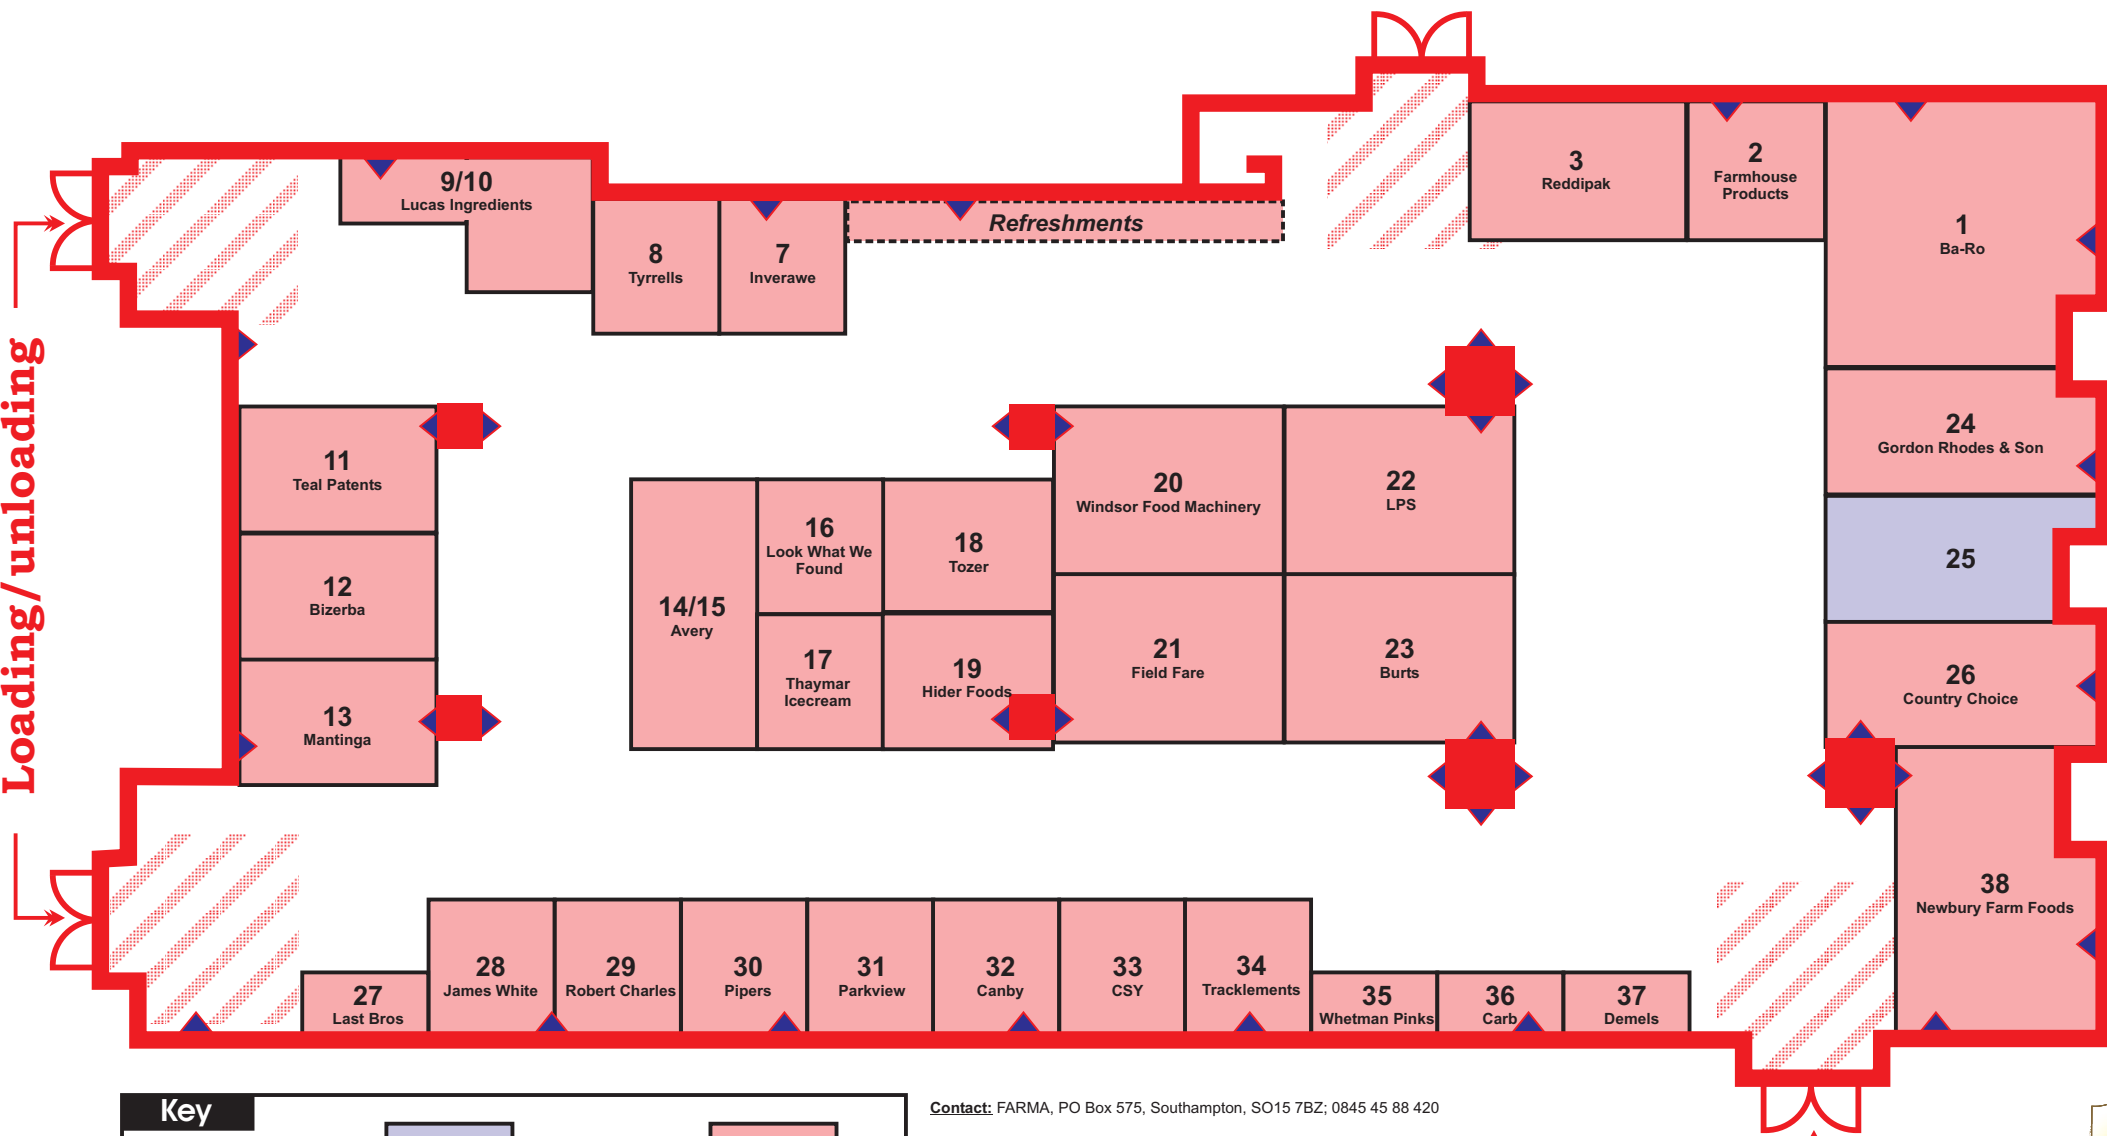 3
Reddipak
2
Farmhouse
Products
1
Ba-Ro
9/10
Lucas Ingredients
8
Tyrrells
7
Inverawe
Refreshments
Loading/unloading
11
Teal Patents
12
Bizerba
13
Mantinga
14/15
Avery
16
Look What We
Found
17
Thaymar
Icecream
18
Tozer
19
Hider Foods
20
Windsor Food Machinery
21
Field Fare
22
LPS
23
Burts
24
Gordon Rhodes & Son
25
26
Country Choice
38
Newbury Farm Foods
27
Last Bros
28
James White
29
Robert Charles
30
Pipers
31
Parkview
32
Canby
33
CSY
34
Tracklements
35
Whetman Pinks
36
Carb
37
Demels
Key
Contact: FARMA, PO Box 575, Southampton, SO15 7BZ; 0845 45 88 420